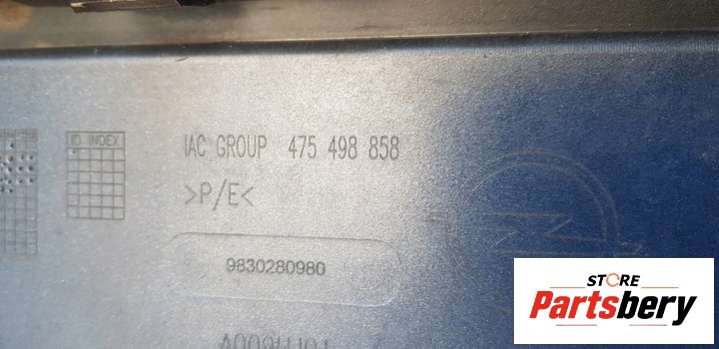 ID INDEX
IAC GROUP 475 498 858
>P/E<
9830280980
STORE
Partsbery